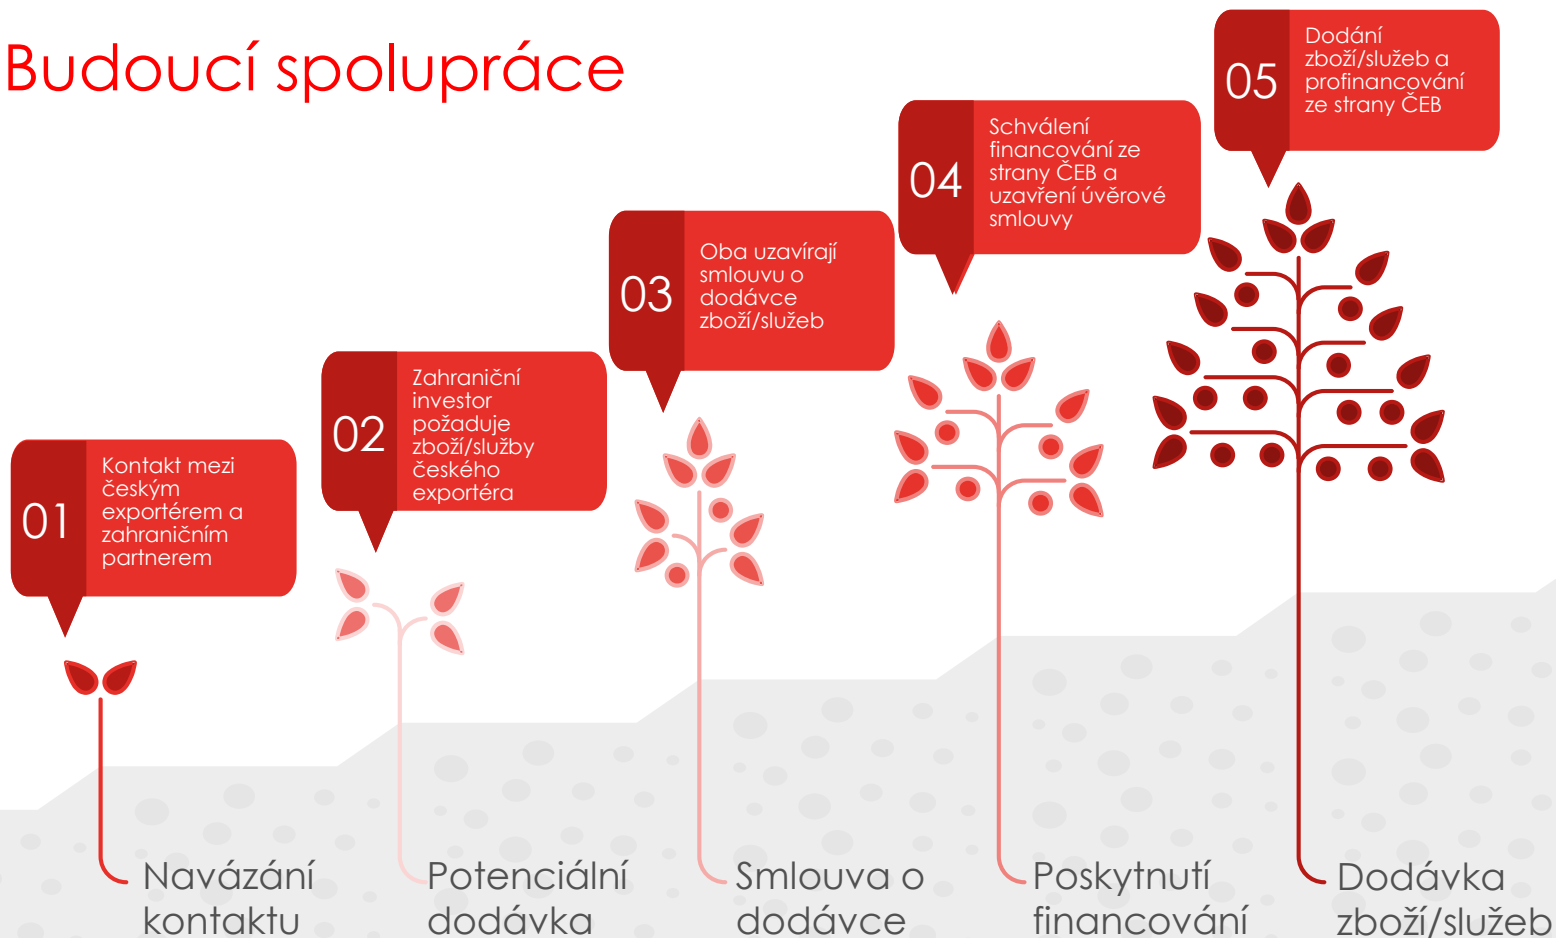 Budoucí spolupráce
01
Kontakt mezi
českým
exportérem a
zahraničním
partnerem
02
Zahraniční
investor
požaduje
zboží/služby
českého
exportéra
03
Oba uzavírají
smlouvu o
dodávce
zboží/služeb
04
Schválení
financování ze
strany ČEB a
uzavření úvěrové
smlouvy
05
Dodání
zboží/služeb a
profinancování
ze strany ČEB
Navázání
kontaktu
Potenciální
dodávka
Smlouva o
dodávce
Poskytnutí
financování
Dodávka
zboží/služeb